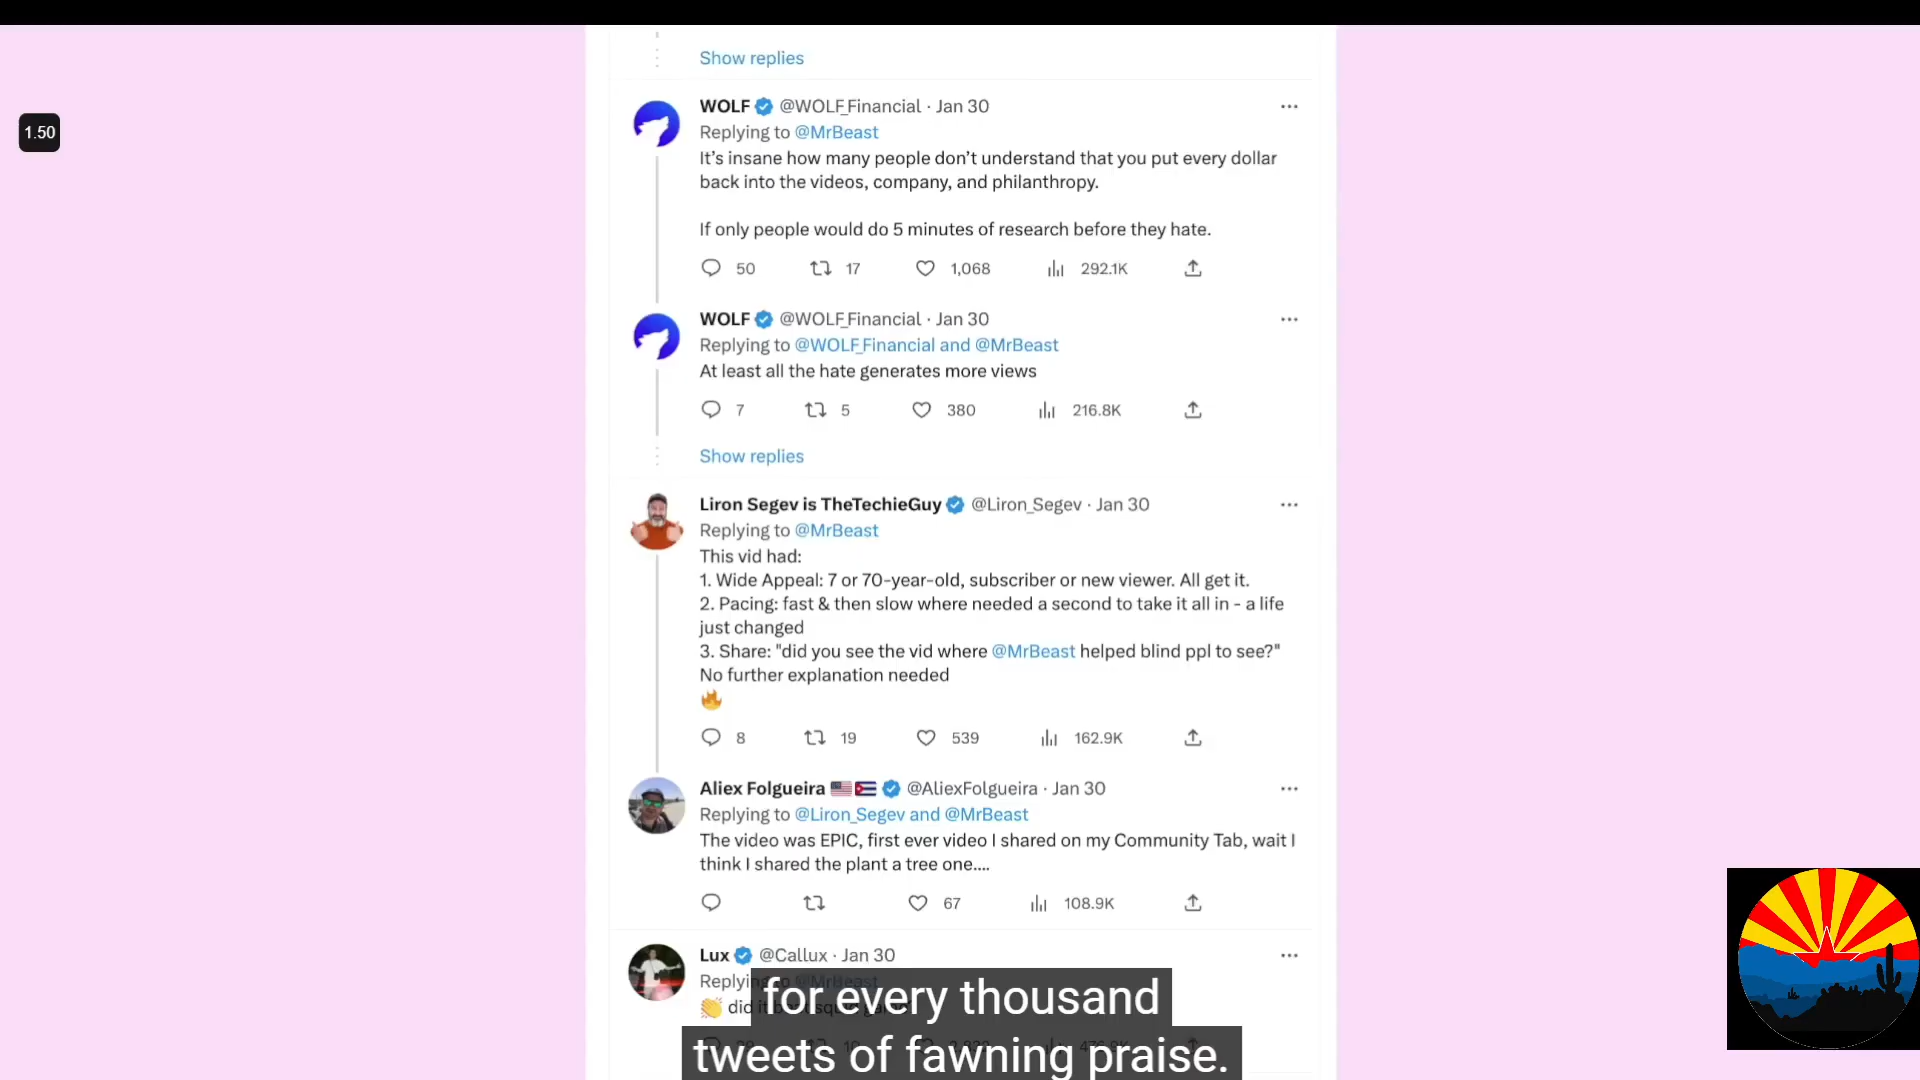 Show replies
1.50
WOLF @WOLF_Financial · Jan 30
Replying to @MrBeast
It’s insane how many people don’t understand that you put every dollar
back into the videos, company, and philanthropy.
If only people would do 5 minutes of research before they hate.
50 17 1,068 292.1K
WOLF @WOLF_Financial · Jan 30
Replying to @WOLF_Financial and @MrBeast
At least all the hate generates more views
7 5 380 216.8K
Show replies
Liron Segev is TheTechieGuy @Liron_Segev · Jan 30
Replying to @MrBeast
This vid had:
1. Wide Appeal: 7 or 70-year-old, subscriber or new viewer. All get it.
2. Pacing: fast & then slow where needed a second to take it all in - a life
just changed
3. Share: "did you see the vid where @MrBeast helped blind ppl to see?"
No further explanation needed
🔥
8 19 539 162.9K
Aliex Folgueira 🇺🇸🇨🇺 @AliexFolgueira · Jan 30
Replying to @Liron_Segev and @MrBeast
The video was EPIC, first ever video I shared on my Community Tab, wait I
think I shared the plant a tree one....
67 108.9K
Lux @Callux · Jan 30
Replying to @MrBeast
👏 did it
for every thousand
tweets of fawning praise.